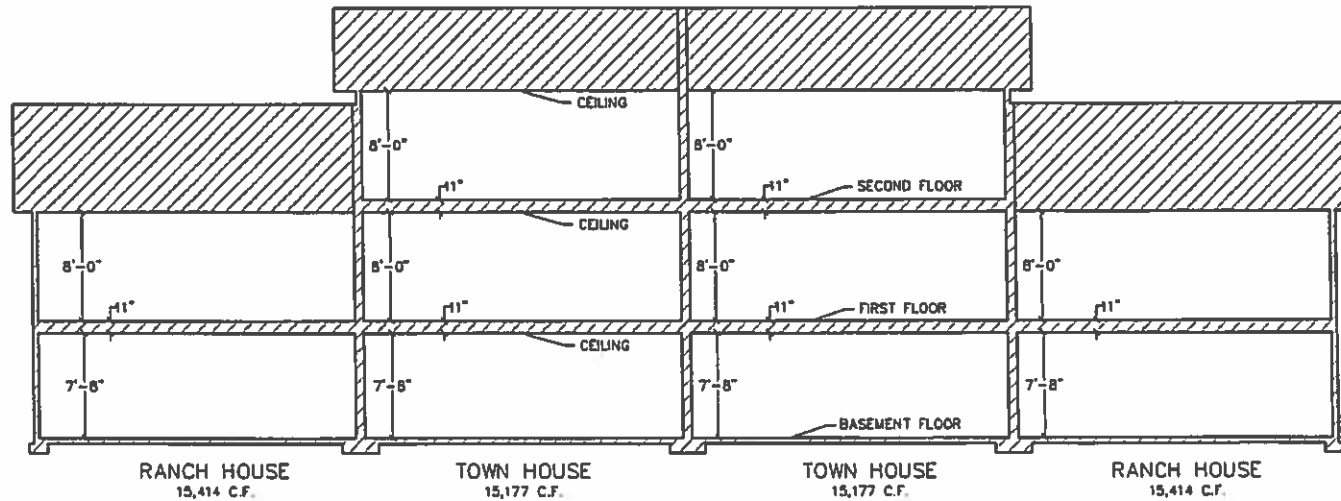 CEILING
8'-0"
8'-0"
11"
11"
SECOND FLOOR
CEILING
8'-0"
8'-0"
8'-0"
8'-0"
11"
11"
11"
FIRST FLOOR
11"
CEILING
7'-8"
7'-8"
7'-8"
7'-8"
BASEMENT FLOOR
RANCH HOUSE
15,414 C.F.
TOWN HOUSE
15,177 C.F.
TOWN HOUSE
15,177 C.F.
RANCH HOUSE
15,414 C.F.